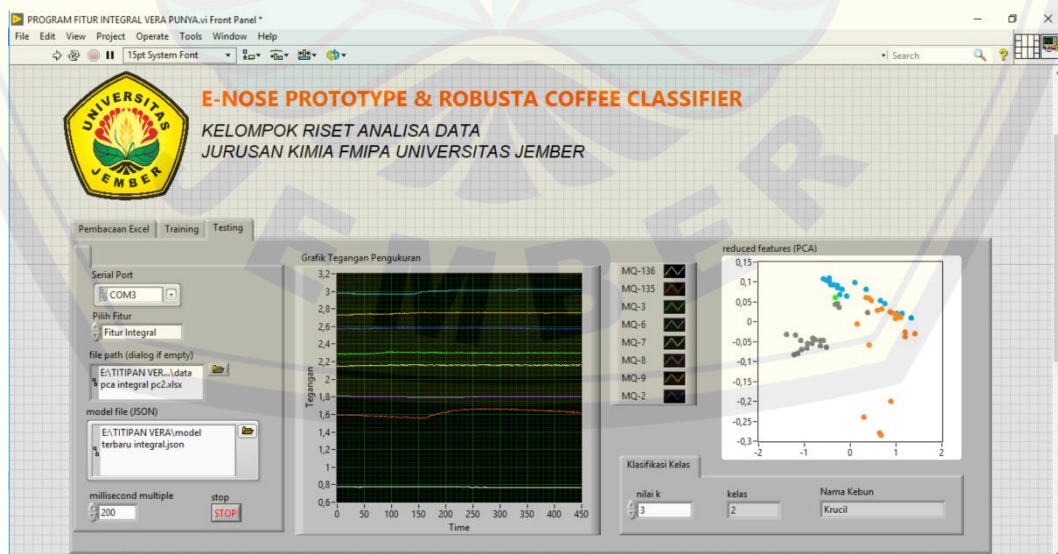 PROGRAM FITUR INTEGRAL VERA PUNYA.vi Front Panel *
File Edit View Project Operate Tools Window Help
15pt System Font
Search
UNIVERSITAS
JEMBER
E-NOSE PROTOTYPE & ROBUSTA COFFEE CLASSIFIER
KELOMPOK RISET ANALISA DATA
JURUSAN KIMIA FMIPA UNIVERSITAS JEMBER
JEMBER
Pembacaan Excel Training Testing
Serial Port
COM3
Pilih Fitur
Fitur Integral
file path (dialog if empty)
E:\TITIPAN VER...\data
pca integral pc2.xlsx
model file (JSON)
E:\TITIPAN VERA\model
terbaru integral.json
millisecond multiple
200
stop
STOP
Grafik Tegangan Pengukuran
Tegangan
3,2
3
2,8
2,6
2,4
2,2
2
1,8
1,6
1,4
1,2
1
0,8
0,6
0 50 100 150 200 250 300 350 400 450
Time
MQ-136
MQ-135
MQ-3
MQ-6
MQ-7
MQ-8
MQ-9
MQ-2
reduced features (PCA)
0,15
0,1
0,05
0
-0,05
-0,1
-0,15
-0,2
-0,25
-0,3
-2 -1 0 1 2
Klasifikasi Kelas
nilai k
3
kelas
2
Nama Kebun
Krucil